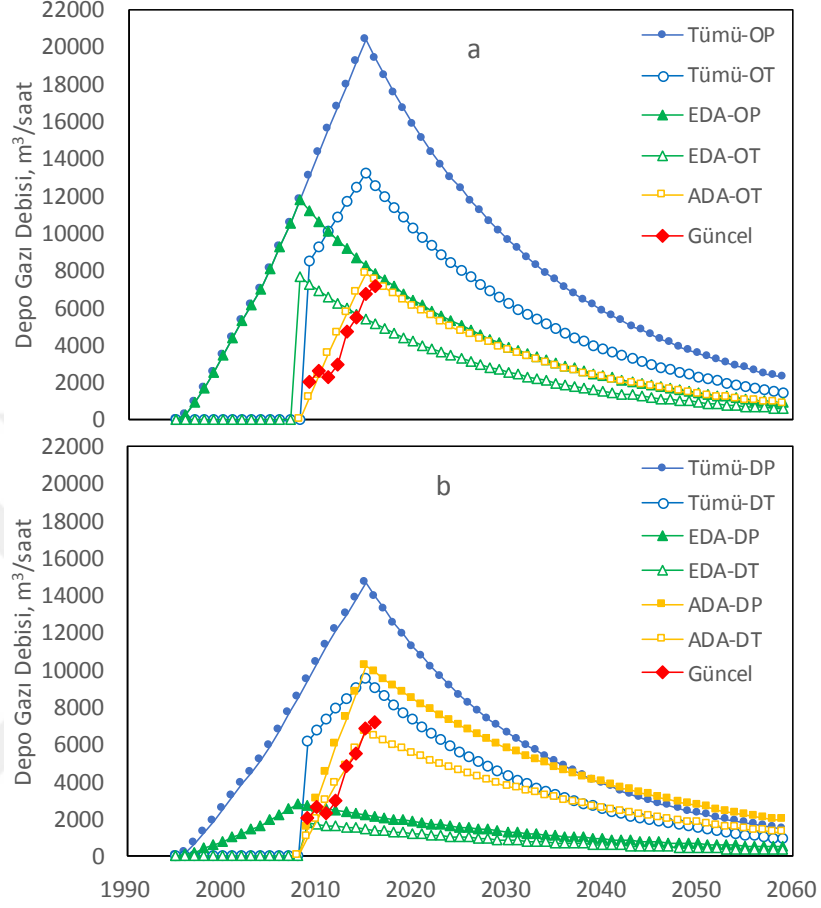 22000
20000
18000
16000
14000
12000
10000
8000
6000
4000
2000
0
Depo Gazı Debisi, m³/saat
a
Tümü-OP
Tümü-OT
EDA-OP
EDA-OT
ADA-OT
Güncel
22000
20000
18000
16000
14000
12000
10000
8000
6000
4000
2000
0
Depo Gazı Debisi, m³/saat
b
Tümü-DP
Tümü-DT
EDA-DP
EDA-DT
ADA-DP
ADA-DT
Güncel
1990 2000 2010 2020 2030 2040 2050 2060